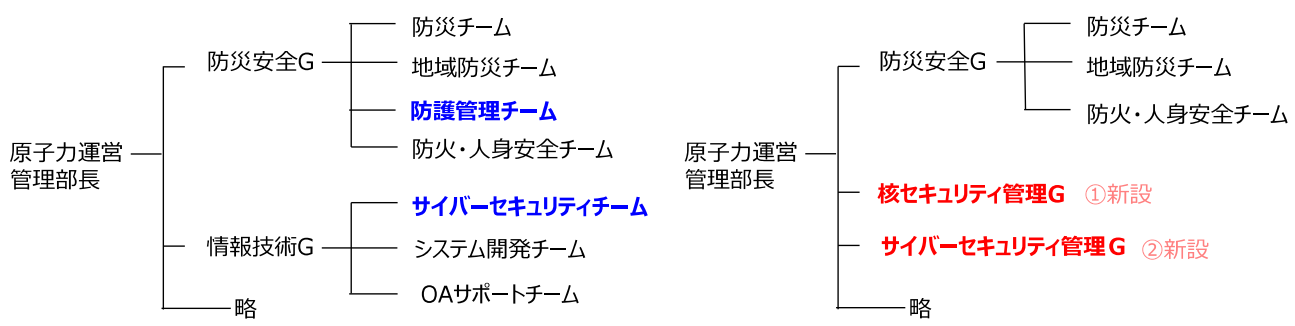 防災安全G
防災チーム
地域防災チーム
防護管理チーム
防火・人身安全チーム
原子力運営
管理部長
情報技術G
サイバーセキュリティチーム
システム開発チーム
OAサポートチーム
略
防災安全G
防災チーム
地域防災チーム
防火・人身安全チーム
原子力運営
管理部長
核セキュリティ管理G ①新設
サイバーセキュリティ管理G ②新設
略